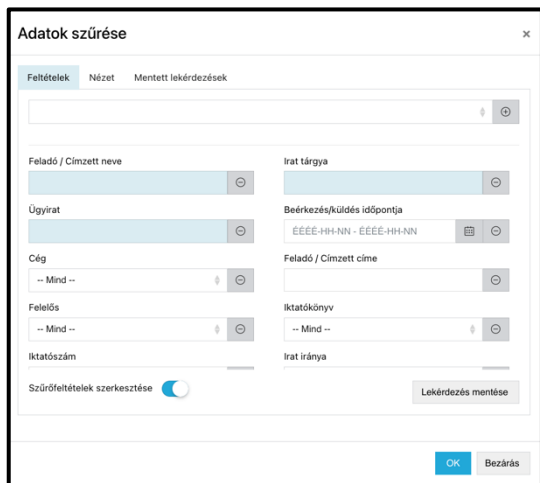 Adatok szűrése ×
Feltételek Nézet Mentett lekérdezések
Feladó / Címzett neve Irat tárgya
Ügyirat Beérkezés/küldés időpontja
ÉÉÉÉ-HH-NN - ÉÉÉÉ-HH-NN
Cég Feladó / Címzett címe
-- Mind --
Felelős Iktatókönyv
-- Mind -- -- Mind --
Iktatószám Irat iránya
Szűrőfeltételek szerkesztése Lekérdezés mentése
OK Bezárás